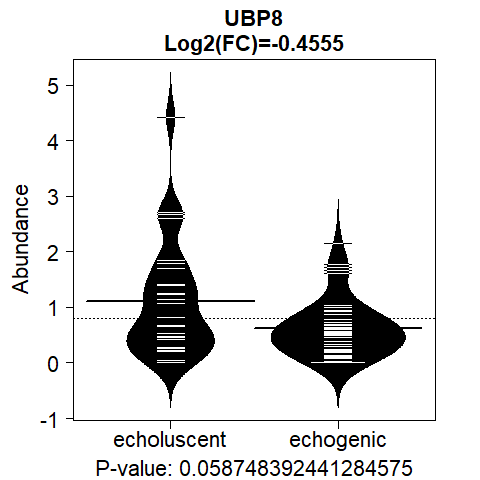 UBP8
Log2(FC)=-0.4555
5
4
3
2
1
0
-1
Abundance
echoluscent echogenic
P-value: 0.058748392441284575